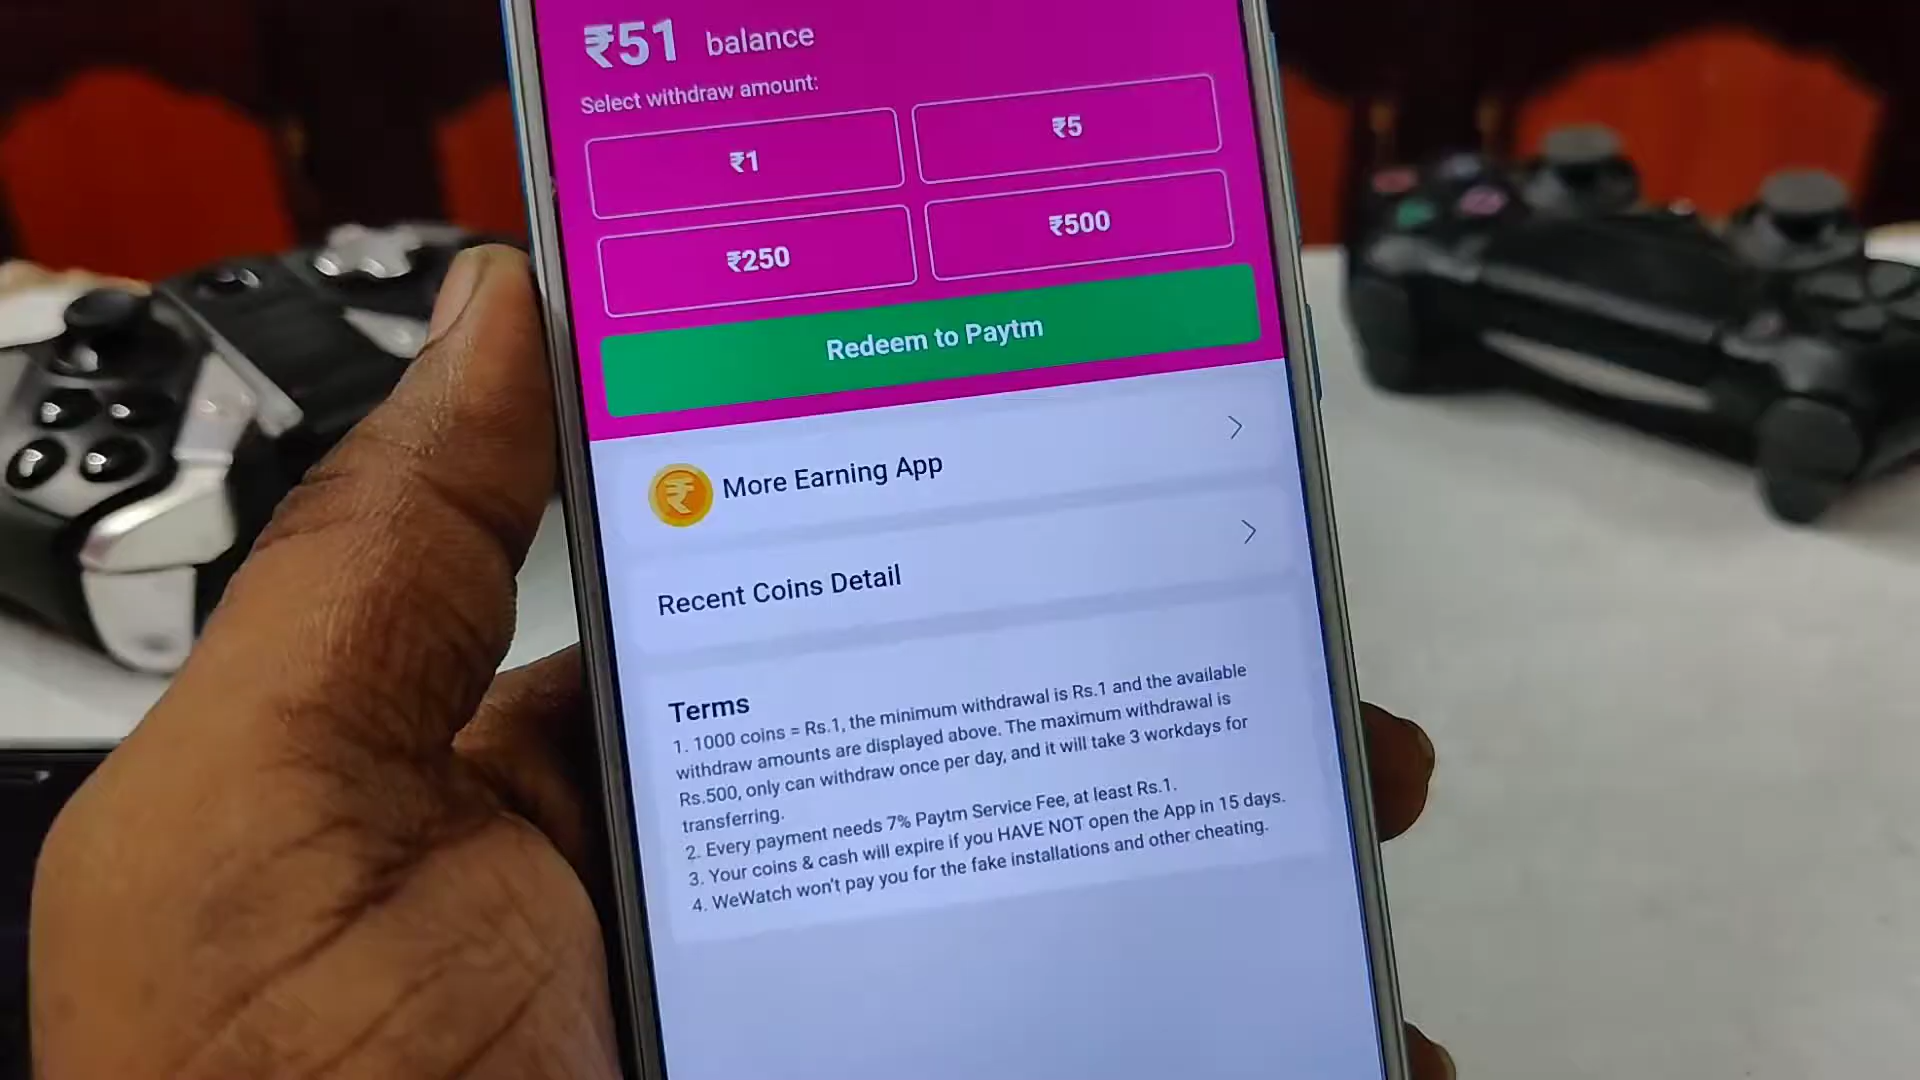 ₹51 balance
Select withdraw amount:
₹1
₹5
₹250
₹500
Redeem to Paytm
More Earning App
Recent Coins Detail
Terms
1. 1000 coins = Rs.1, the minimum withdrawal is Rs.1 and the available
withdraw amounts are displayed above. The maximum withdrawal is
Rs.500, only can withdraw once per day, and it will take 3 workdays for
transferring.
2. Every payment needs 7% Paytm Service Fee, at least Rs.1.
3. Your coins & cash will expire if you HAVE NOT open the App in 15 days.
4. WeWatch won't pay you for the fake installations and other cheating.